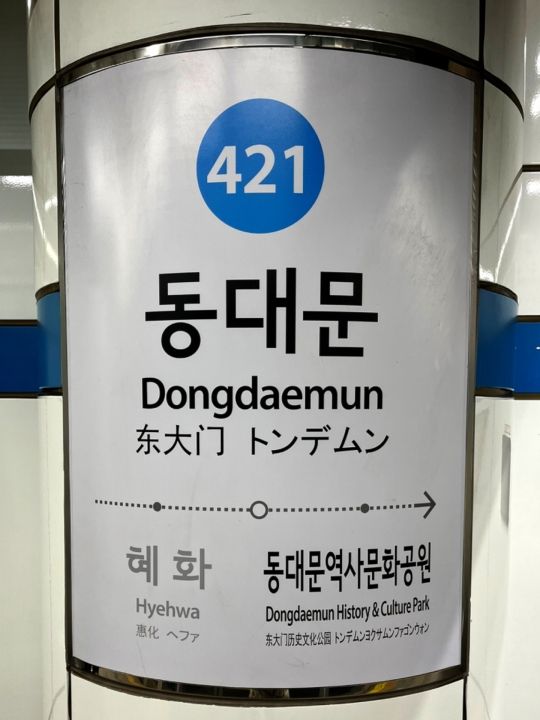 421
동대문
Dongdaemun
东大门 トンデムン
혜화
Hyehwa
惠化 ヘファ
동대문역사문화공원
Dongdaemun History & Culture Park
东大门历史文化公园 トンデムンヨクサムンファゴンウォン